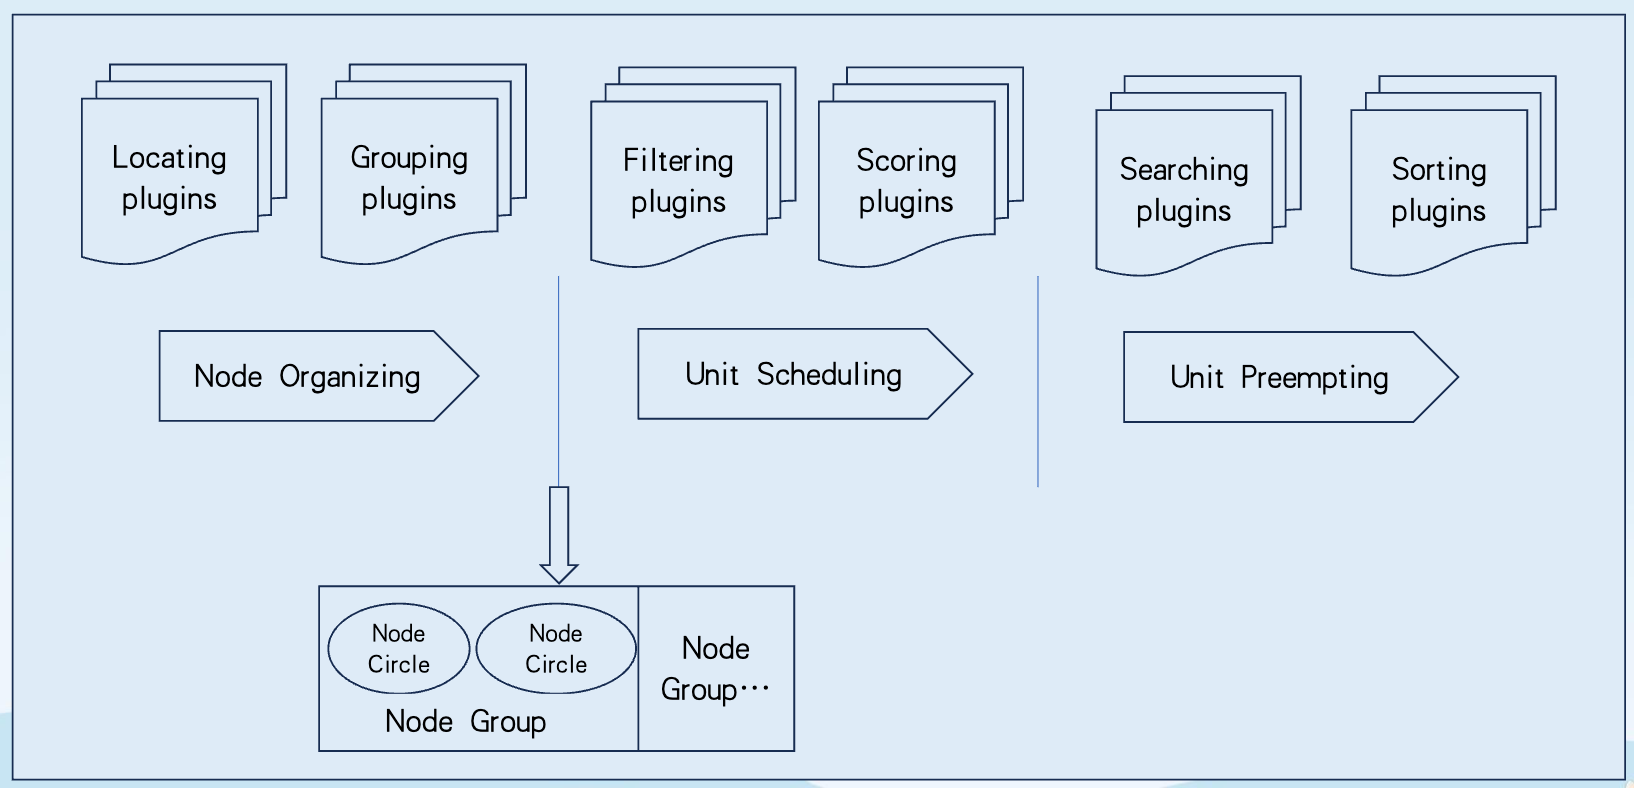 Locating
plugins
Grouping
plugins
Filtering
plugins
Scoring
plugins
Searching
plugins
Sorting
plugins
Node Organizing
Unit Scheduling
Unit Preempting
Node
Circle
Node
Circle
Node Group
Node
Group···